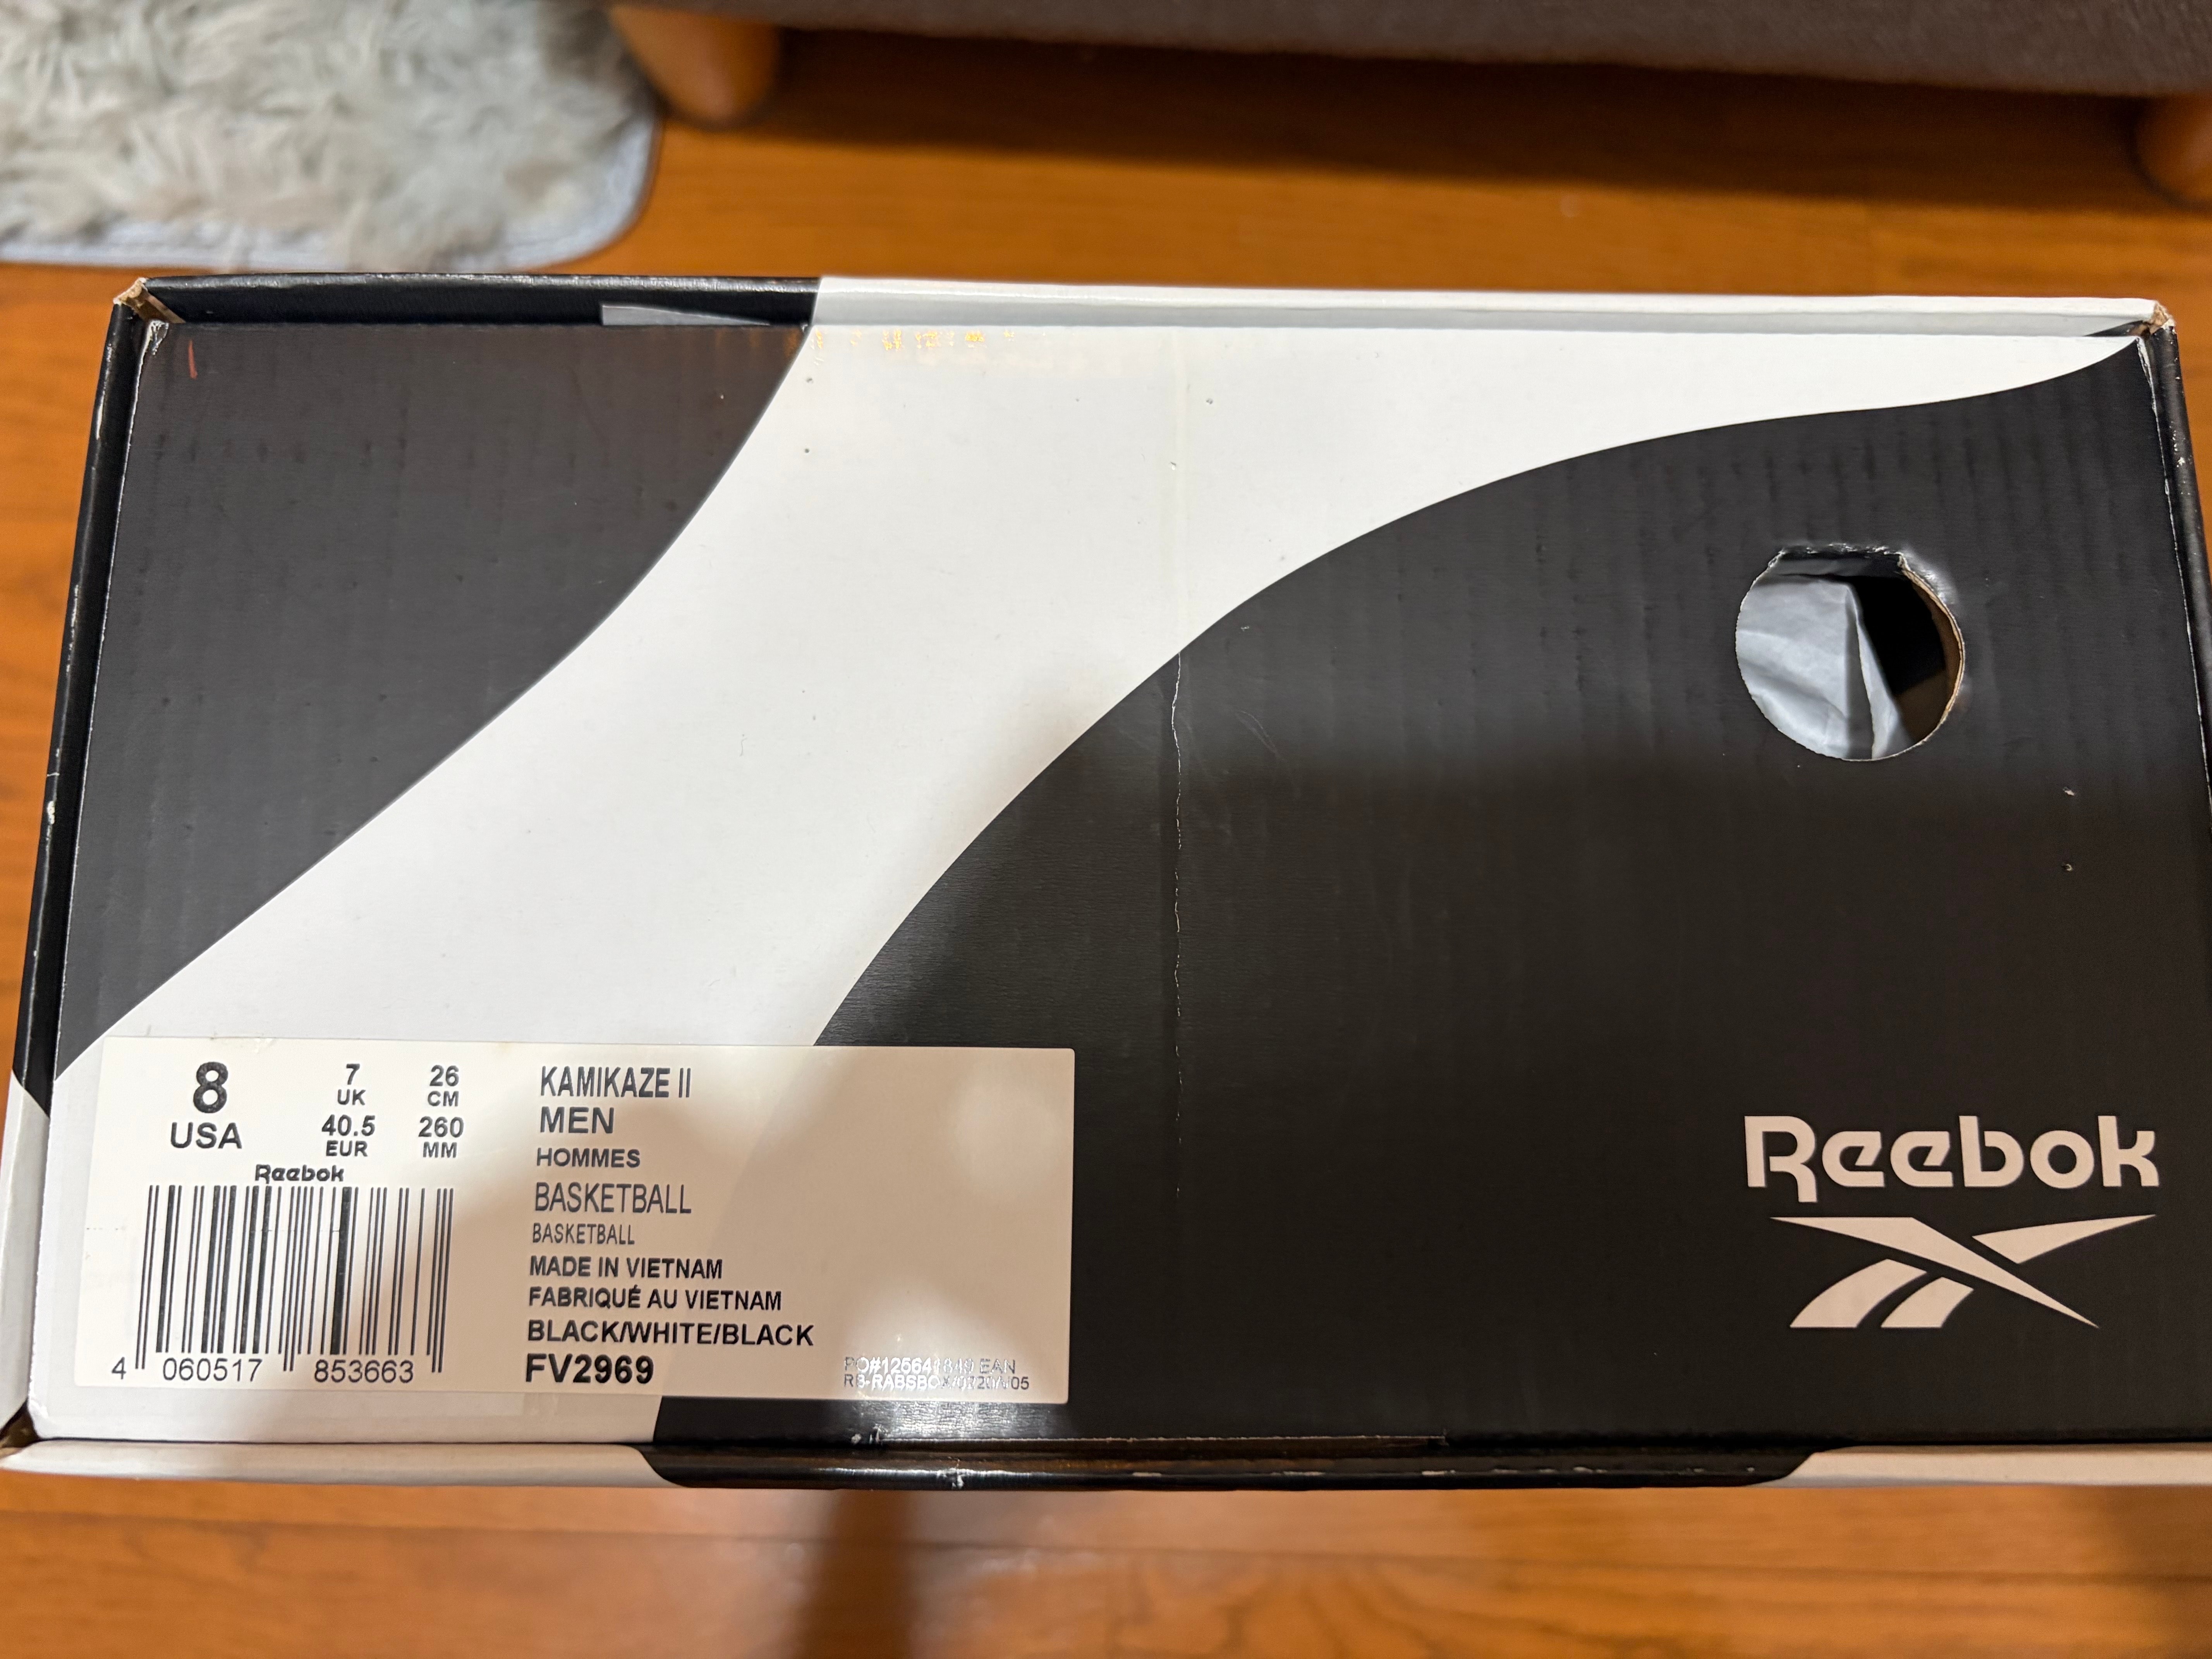 8
USA
7
UK
40.5
EUR
26
CM
260
MM
Reebok
4 060517 853663
KAMIKAZE II
MEN
HOMMES
BASKETBALL
BASKETBALL
MADE IN VIETNAM
FABRIQUÉ AU VIETNAM
BLACK/WHITE/BLACK
FV2969
EAN
Reebok